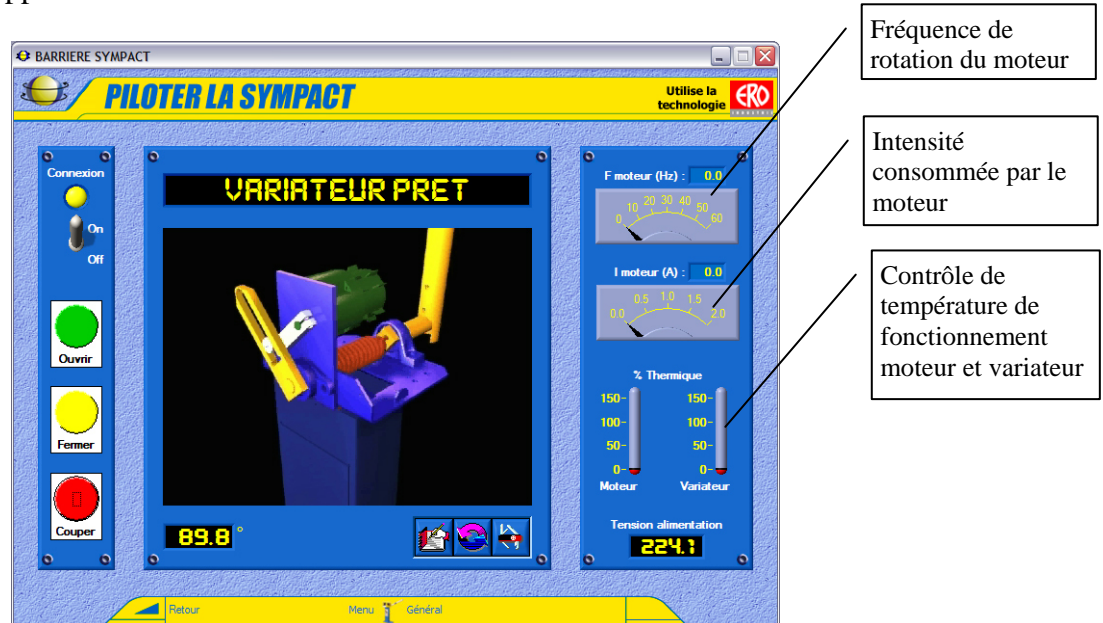 BARRIERE SYMPACT
PILOTER LA SYMPACT
Utilise la
technologie
ERO
Connexion
On
Off
Ouvrir
Fermer
Couper
VARIATEUR PRET
89.8 °
F moteur (Hz) : 0.0
0 10 20 30 40 50 60
I moteur (A) : 0.0
0.0 0.5 1.0 1.5 2.0
% Thermique
150- 150-
100- 100-
50- 50-
0- 0-
Moteur Variateur
Tension alimentation
224.1
Retour Menu Général
Fréquence de
rotation du moteur
Intensité
consommée par le
moteur
Contrôle de
température de
fonctionnement
moteur et variateur